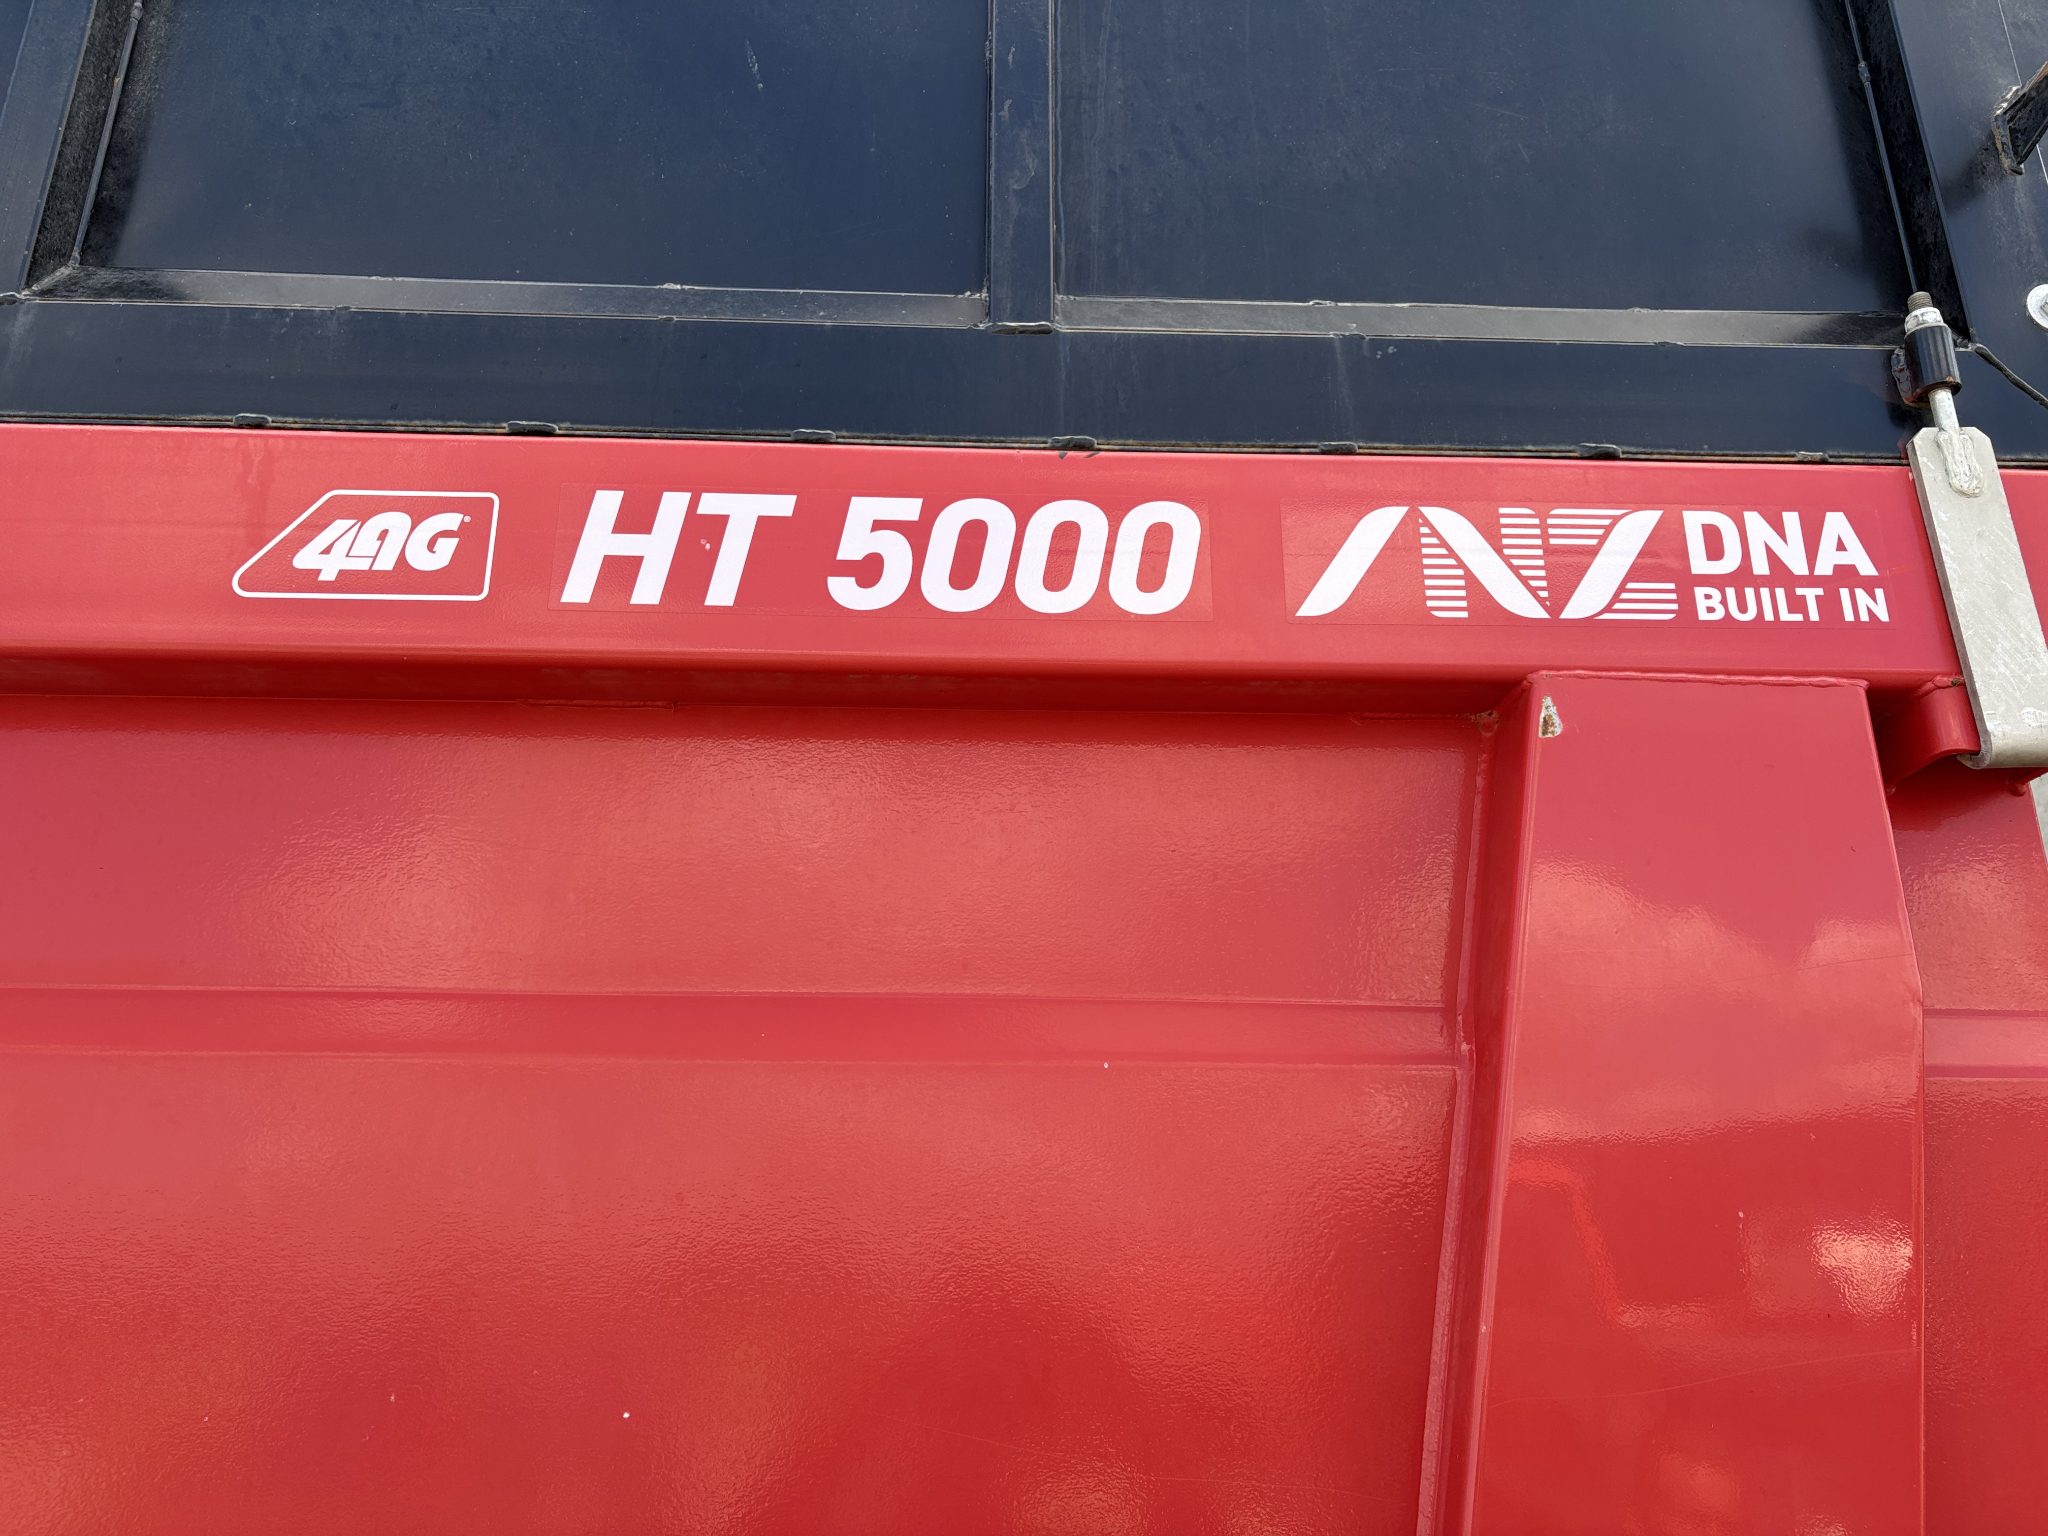 4AG® HT 5000 NZ DNA
BUILT IN